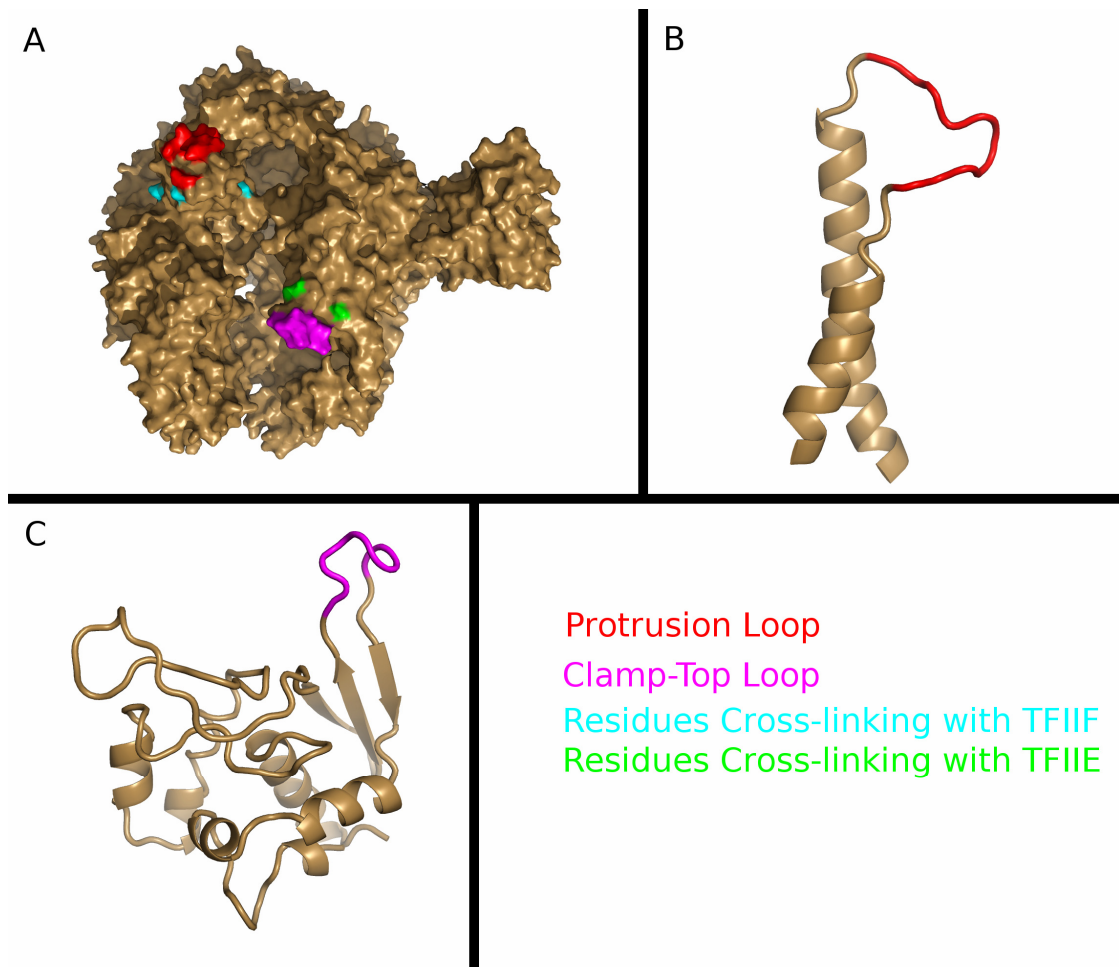 A
B
C
Protrusion Loop
Clamp-Top Loop
Residues Cross-linking with TFIIF
Residues Cross-linking with TFIIE